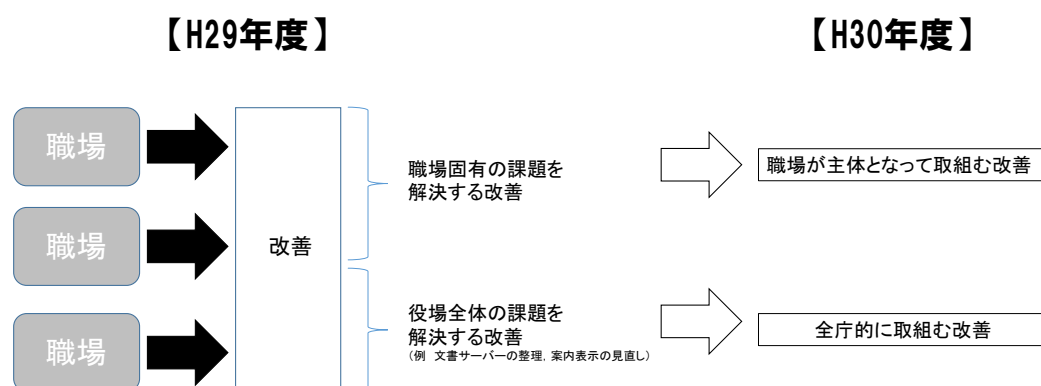 【H29年度】
【H30年度】
職場
職場
職場
改善
職場固有の課題を
解決する改善
役場全体の課題を
解決する改善
(例 文書サーバーの整理、案内表示の見直し)
職場が主体となって取組む改善
全庁的に取組む改善